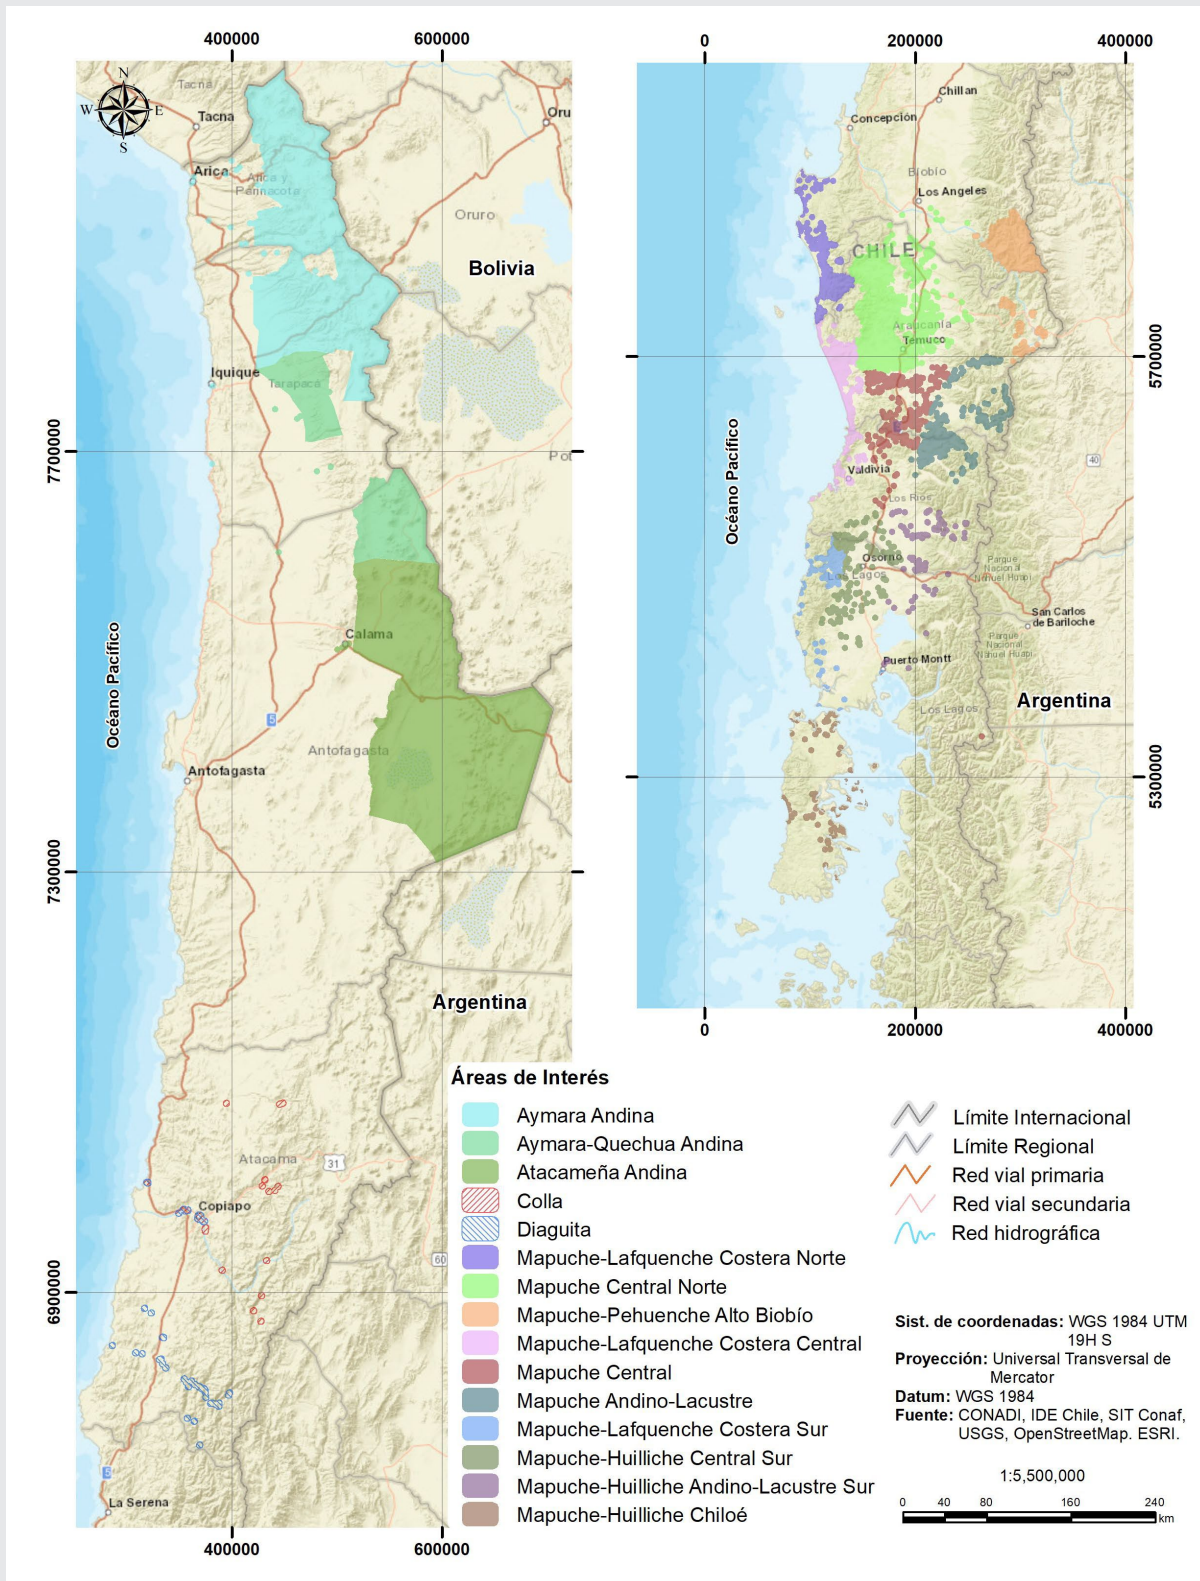 400000
600000
0
200000
400000
N
W
E
S
Tacna
Tacna
Oru
Arica
Arica y
Parinacota
Oruro
Bolivia
Iquique
Tarapacá
7700000
Pot
Océano Pacífico
Calama
5
Antofagasta
Antofagasta
7300000
Argentina
Atacama
31
Copiapo
60
6900000
5
La Serena
400000
600000
Chillan
Concepción
Biobío
Los Angeles
CHILE
Araucanía
Temuco
5700000
Océano Pacífico
40
Valdivia
Los Ríos
Osorno
Los Lagos
Parque
Nacional
Nahuel Huapi
San Carlos
de Bariloche
Parque
Nacional
Nahuel Huapi
Puerto Montt
Argentina
Los Lagos
5300000
0
200000
400000
Áreas de Interés
Aymara Andina
Aymara-Quechua Andina
Atacameña Andina
Colla
Diaguita
Mapuche-Lafquenche Costera Norte
Mapuche Central Norte
Mapuche-Pehuenche Alto Biobío
Mapuche-Lafquenche Costera Central
Mapuche Central
Mapuche Andino-Lacustre
Mapuche-Lafquenche Costera Sur
Mapuche-Huilliche Central Sur
Mapuche-Huilliche Andino-Lacustre Sur
Mapuche-Huilliche Chiloé
Límite Internacional
Límite Regional
Red vial primaria
Red vial secundaria
Red hidrográfica
Sist. de coordenadas: WGS 1984 UTM
19H S
Proyección: Universal Transversal de
Mercator
Datum: WGS 1984
Fuente: CONADI, IDE Chile, SIT Conaf,
USGS, OpenStreetMap. ESRI.
1:5,500,000
0 40 80 160 240
km